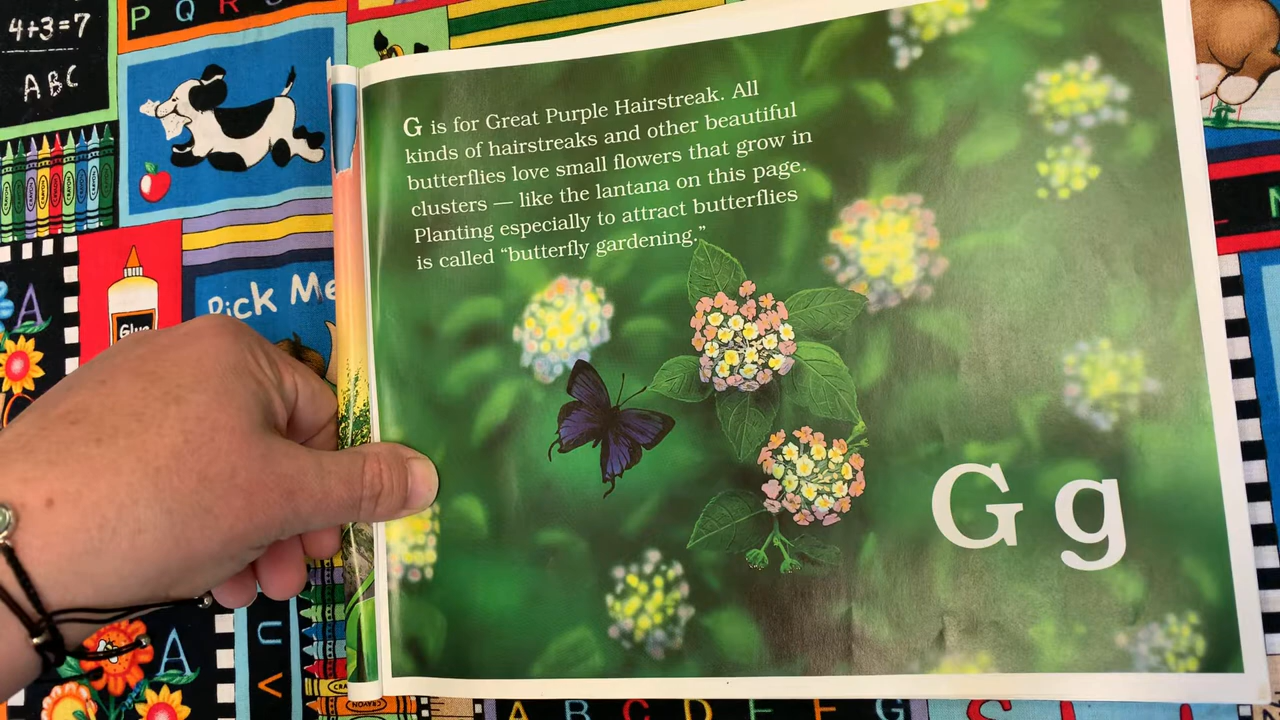 4+3=7
ABC
P Q R S
CRAYON
Glue
Pick Me
A
G is for Great Purple Hairstreak. All
kinds of hairstreaks and other beautiful
butterflies love small flowers that grow in
clusters — like the lantana on this page.
Planting especially to attract butterflies
is called “butterfly gardening.”
G g
A
U
V
CRAYON
A B C D E F G